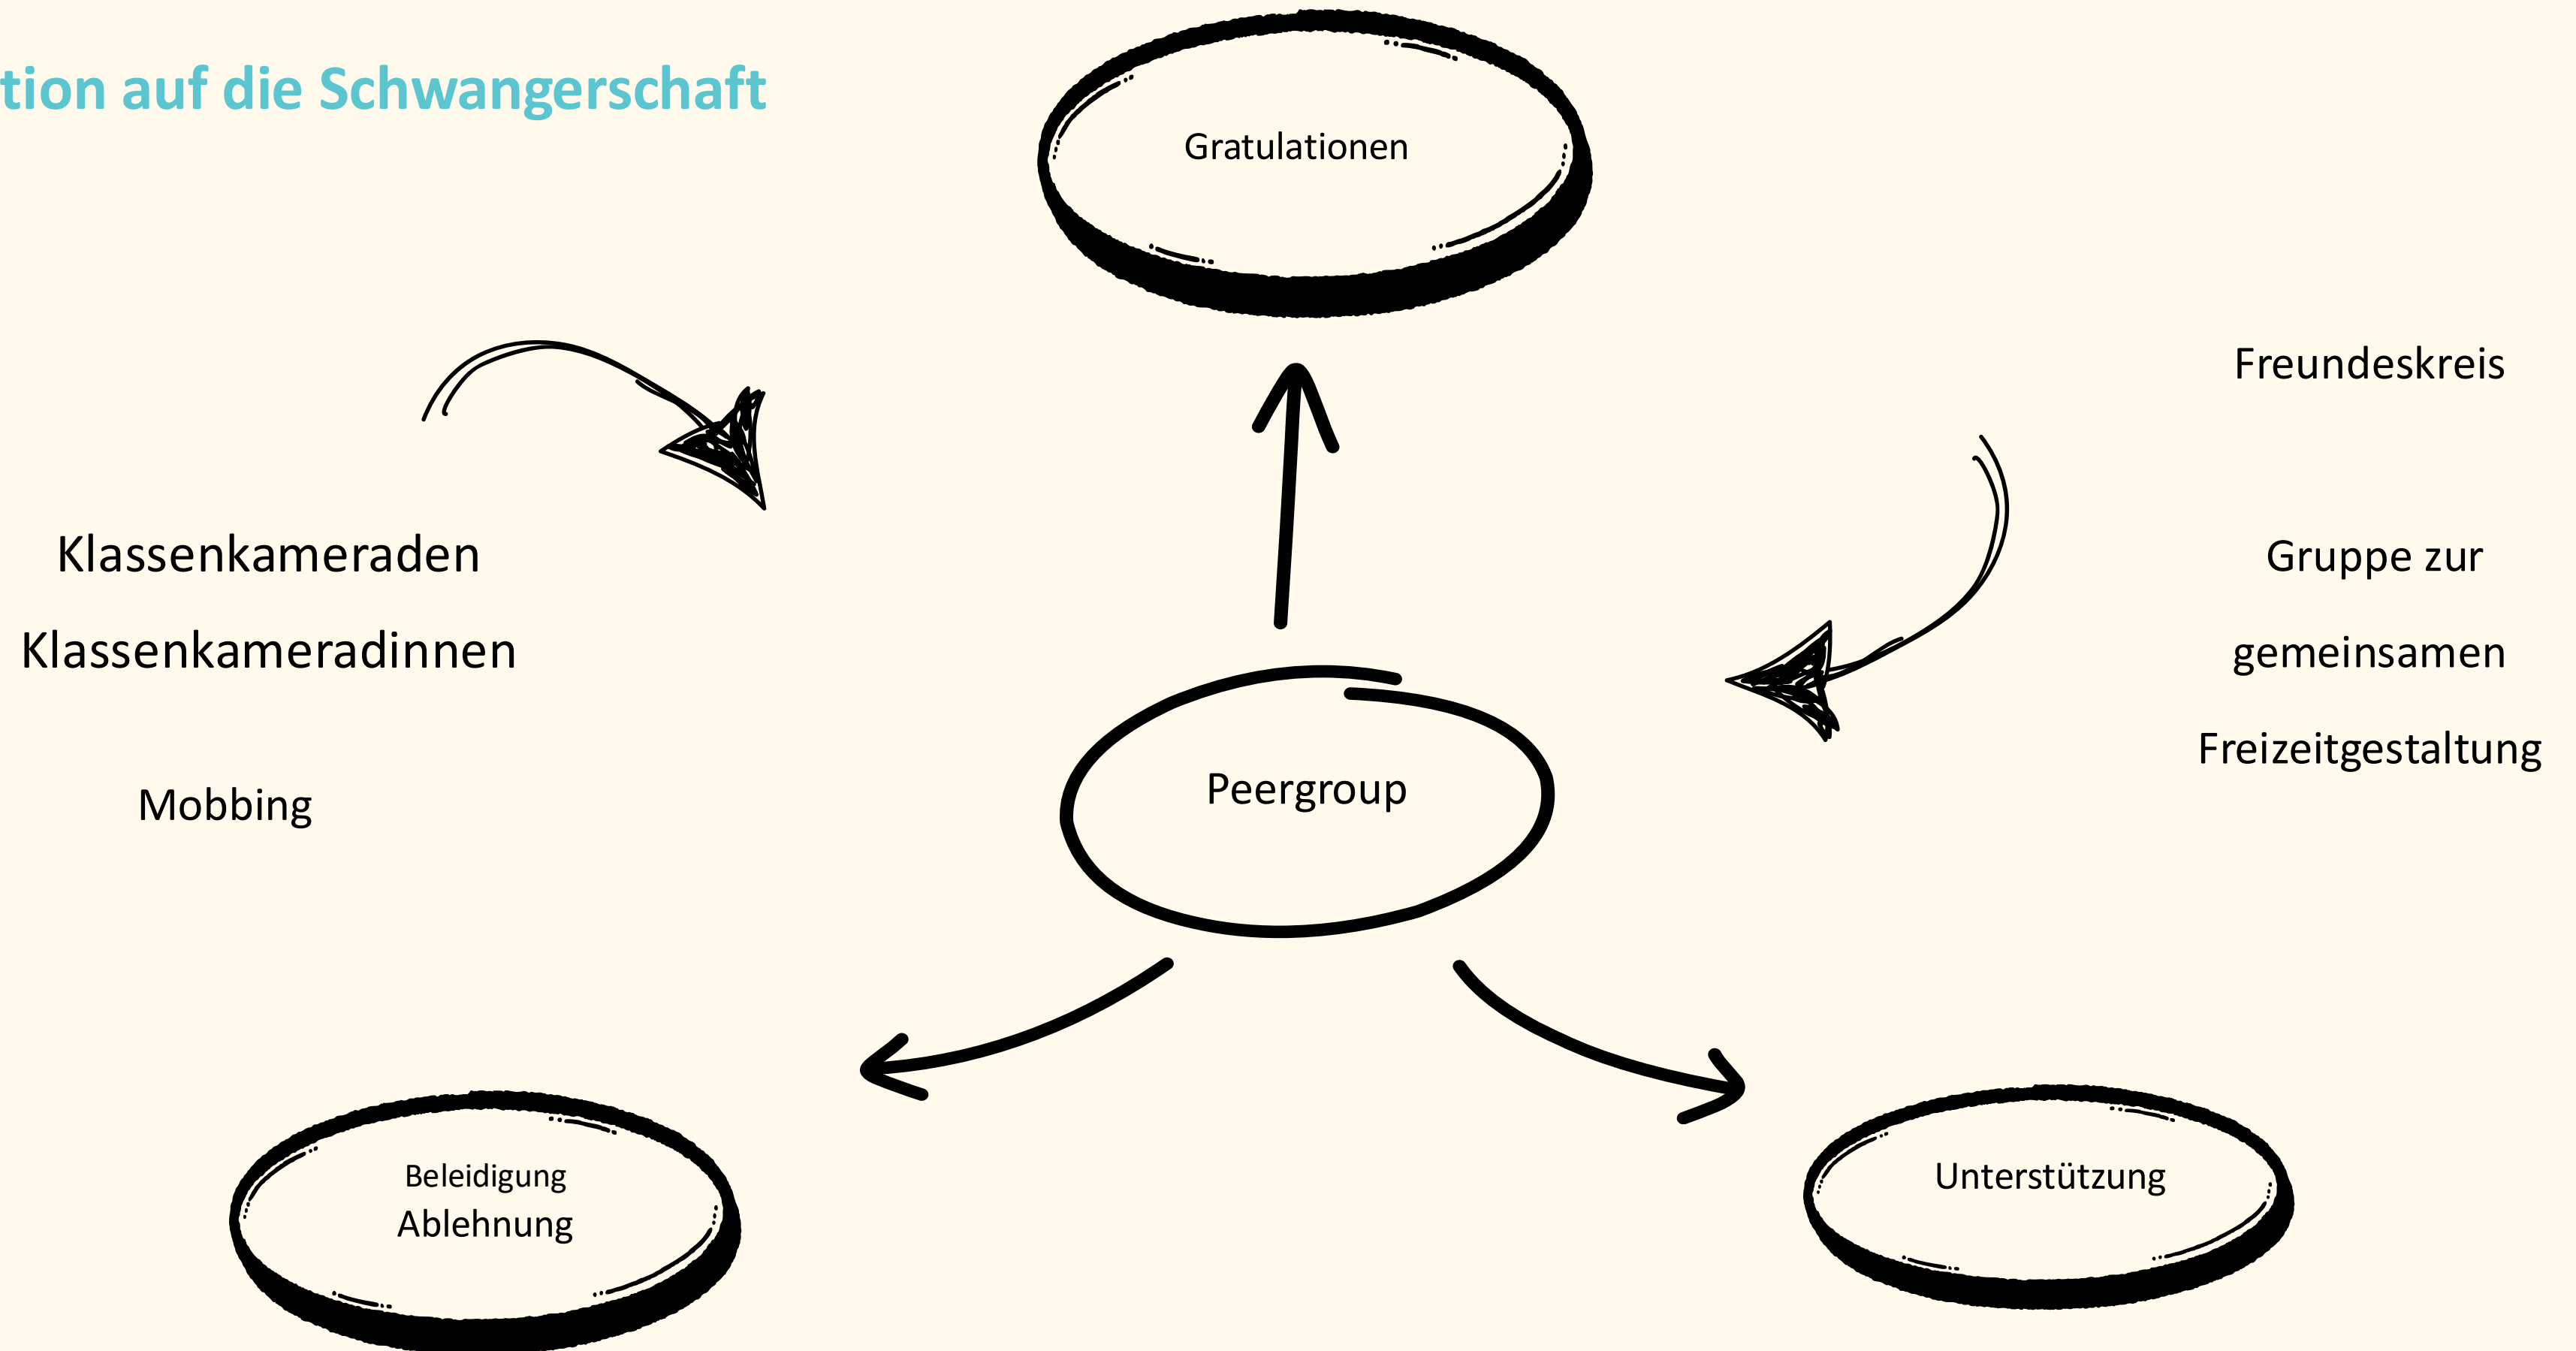 tion auf die Schwangerschaft
Gratulationen
Freundeskreis
Klassenkameraden
Klassenkameradinnen
Mobbing
Gruppe zur
gemeinsamen
Freizeitgestaltung
Peergroup
Beleidigung
Ablehnung
Unterstützung